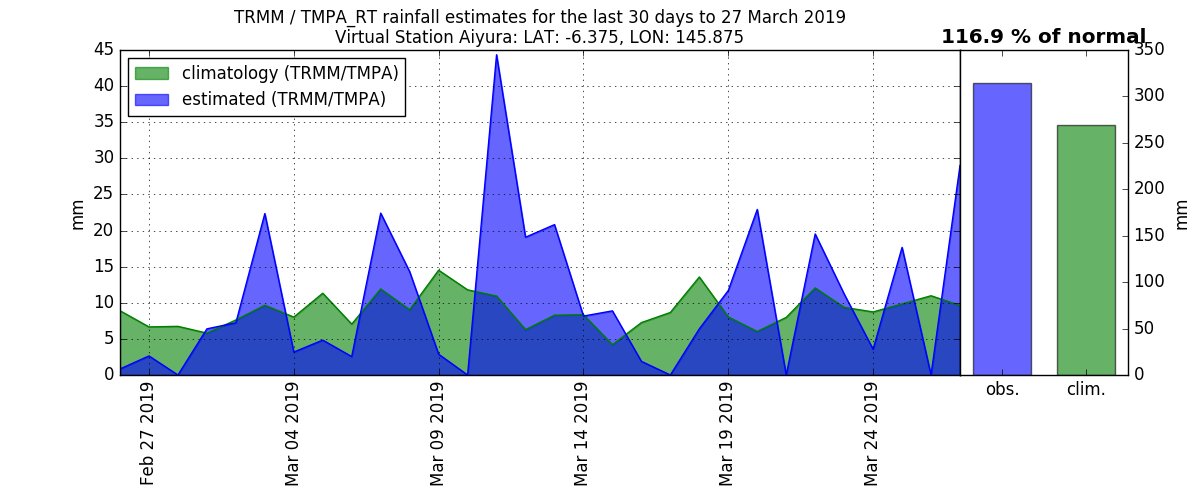 TRMM / TMPA_RT rainfall estimates for the last 30 days to 27 March 2019
Virtual Station Aiyura: LAT: -6.375, LON: 145.875
116.9 % of normal
climatology (TRMM/TMPA)
estimated (TRMM/TMPA)
45
40
35
30
25
20
15
10
5
0
mm
Feb 27 2019
Mar 04 2019
Mar 09 2019
Mar 14 2019
Mar 19 2019
Mar 24 2019
350
300
250
200
150
100
50
0
mm
obs.
clim.